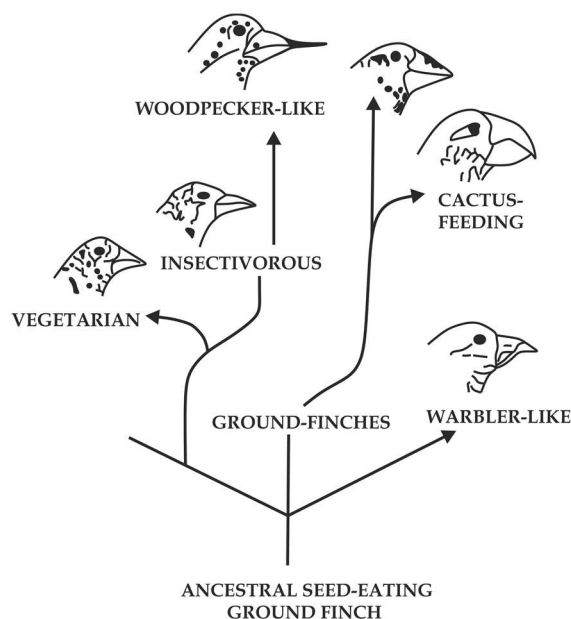 WOODPECKER-LIKE
CACTUS-
FEEDING
INSECTIVOROUS
VEGETARIAN
GROUND-FINCHES
WARBLER-LIKE
ANCESTRAL SEED-EATING
GROUND FINCH